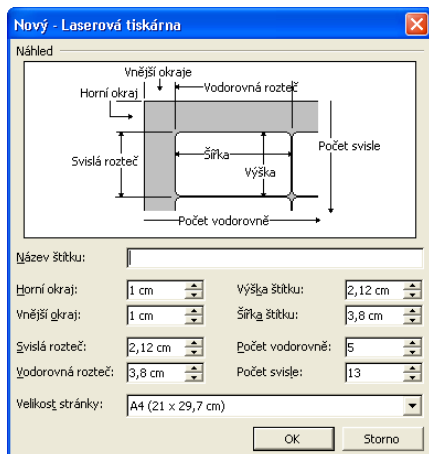 Nový - Laserová tiskárna
Náhled
Vnější okraje
Horní okraj
Vodorovná rozteč
Svislá rozteč
Šířka
Výška
Počet svisle
Počet vodorovně
Název štítku:
Horní okraj: 1 cm Výška štítku: 2,12 cm
Vnější okraj: 1 cm Šířka štítku: 3,8 cm
Svislá rozteč: 2,12 cm Počet vodorovně: 5
Vodorovná rozteč: 3,8 cm Počet svisle: 13
Velikost stránky: A4 (21 x 29,7 cm)
OK Storno